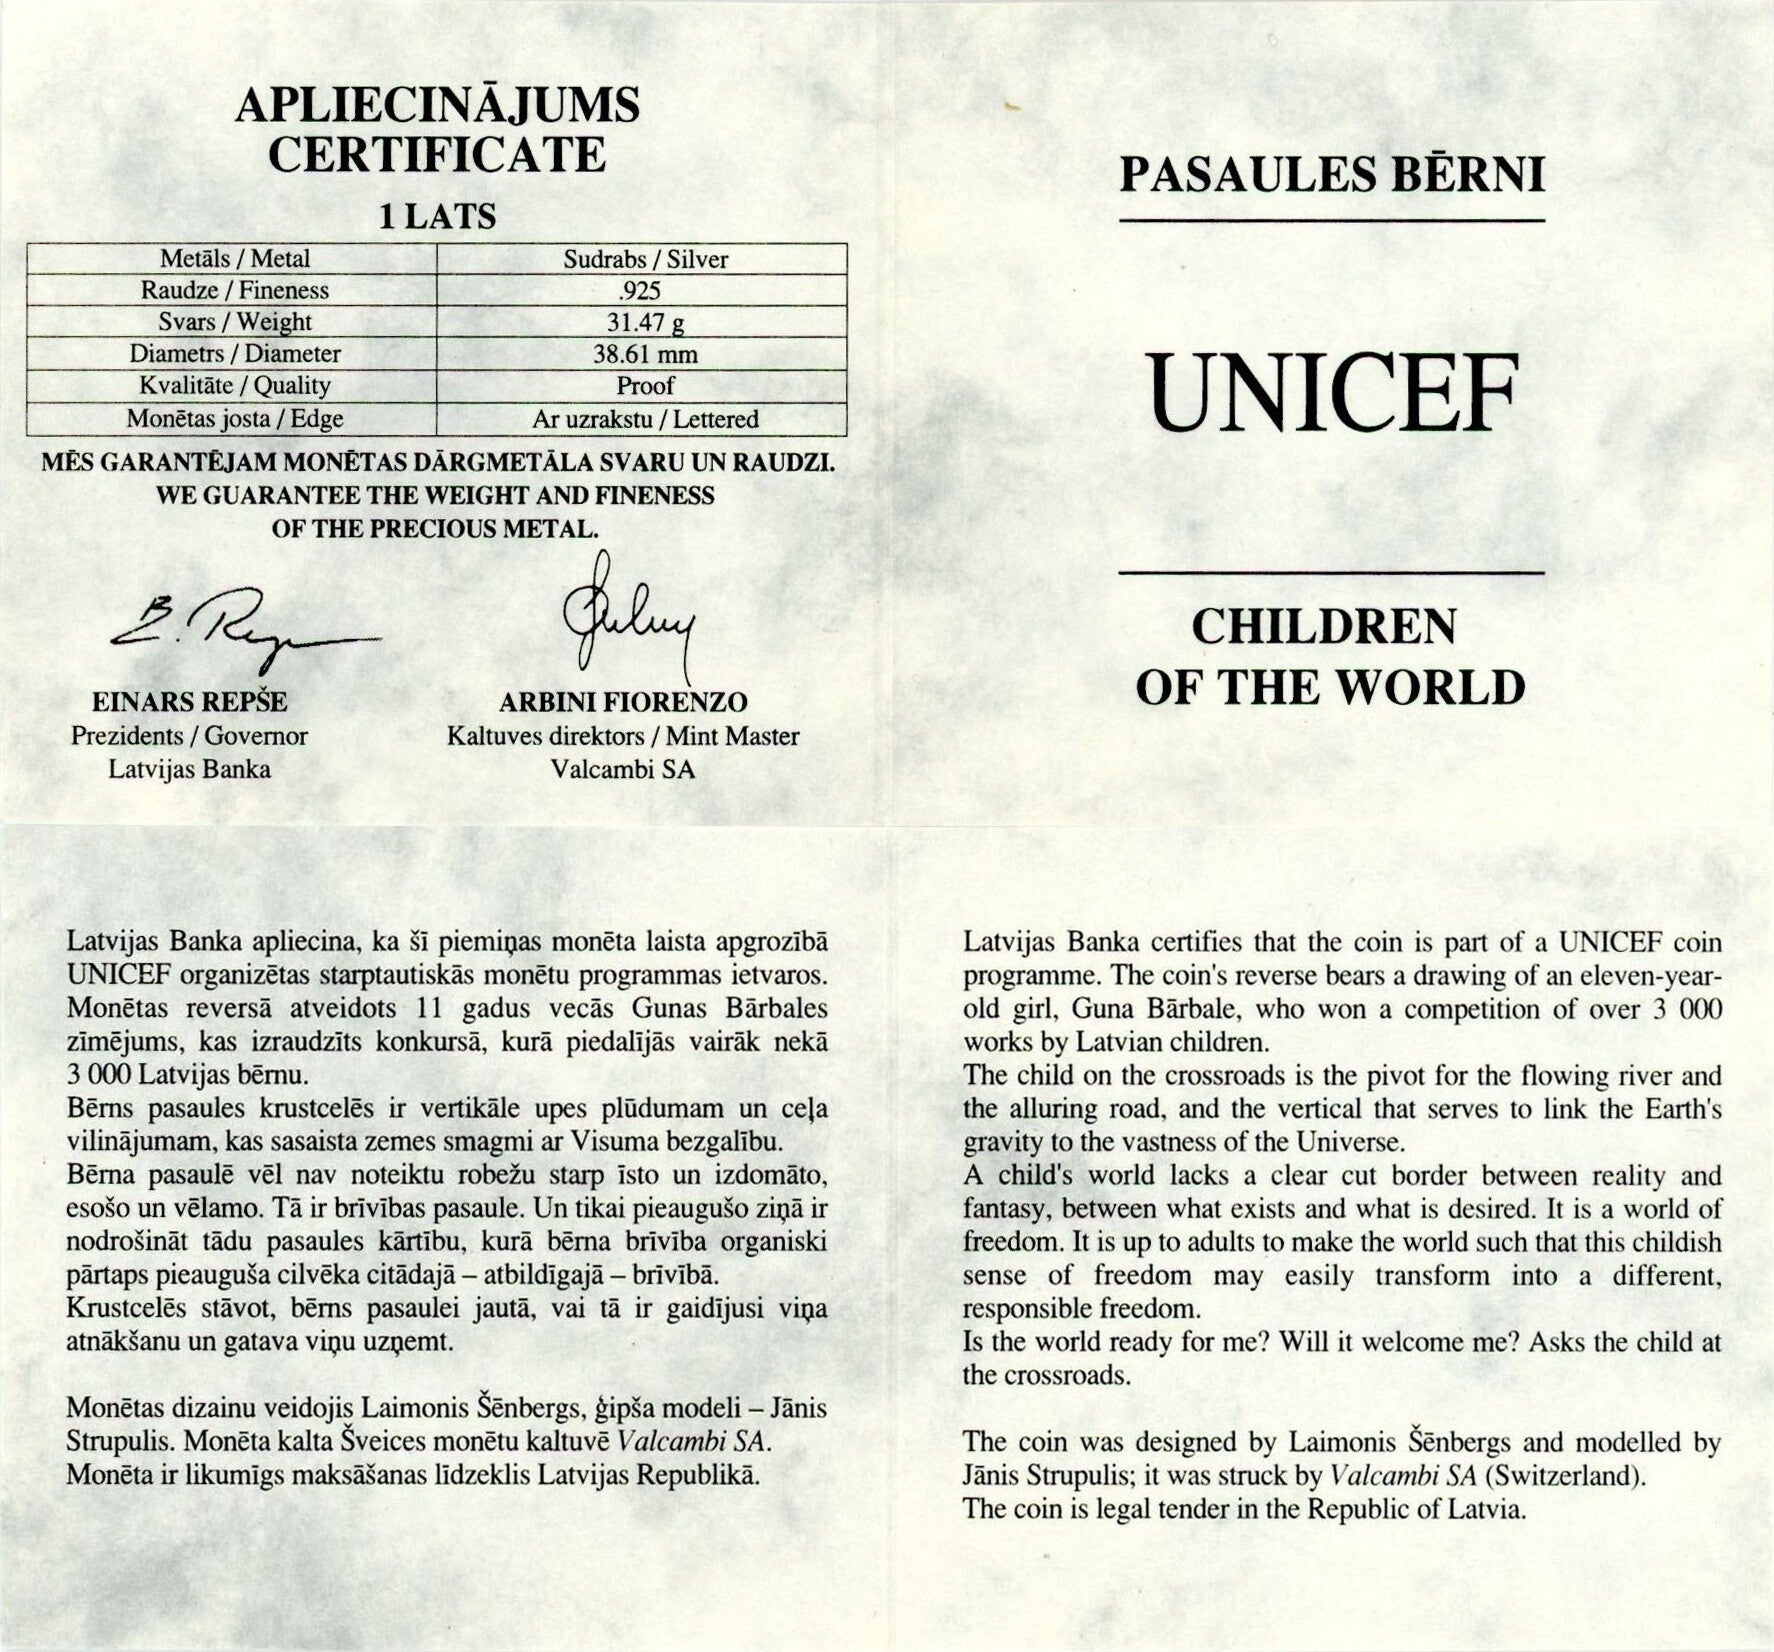 APLIECINĀJUMS
CERTIFICATE
1 LATS
Metāls / Metal Sudrabs / Silver
Raudze / Fineness .925
Svars / Weight 31.47 g
Diametrs / Diameter 38.61 mm
Kvalitāte / Quality Proof
Monētas josta / Edge Ar uzrakstu / Lettered
MĒS GARANTĒJAM MONĒTAS DĀRGMETĀLA SVARU UN RAUDZI.
WE GUARANTEE THE WEIGHT AND FINENESS
OF THE PRECIOUS METAL.
E. Repše
EINARS REPŠE
Prezidents / Governor
Latvijas Banka
ARBINI FIORENZO
Kaltuves direktors / Mint Master
Valcambi SA
PASAULES BĒRNI
UNICEF
CHILDREN
OF THE WORLD
Latvijas Banka apliecina, ka šī piemiņas monēta laista apgrozībā
UNICEF organizētas starptautiskās monētu programmas ietvaros.
Monētas reversā atveidots 11 gadus vecās Gunas Bārbales
zīmējums, kas izraudzīts konkursā, kurā piedalījās vairāk nekā
3 000 Latvijas bērnu.
Bērns pasaules krustcelēs ir vertikāle upes plūdumam un ceļa
vilinājumam, kas sasaista zemes smagmi ar Visuma bezgalību.
Bērna pasaulē vēl nav noteiktu robežu starp īsto un izdomāto,
esošo un vēlamo. Tā ir brīvības pasaule. Un tikai pieaugušo ziņā ir
nodrošināt tādu pasaules kārtību, kurā bērna brīvība organiski
pārtaps pieauguša cilvēka citādajā – atbildīgajā – brīvībā.
Krustcelēs stāvot, bērns pasaulei jautā, vai tā ir gaidījusi viņa
atnākšanu un gatava viņu uzņemt.
Monētas dizainu veidojis Laimonis Šēnbergs, ģipša modeli – Jānis
Strupulis. Monēta kalta Šveices monētu kaltuvē Valcambi SA.
Monēta ir likumīgs maksāšanas līdzeklis Latvijas Republikā.
Latvijas Banka certifies that the coin is part of a UNICEF coin
programme. The coin's reverse bears a drawing of an eleven-year-
old girl, Guna Bārbale, who won a competition of over 3 000
works by Latvian children.
The child on the crossroads is the pivot for the flowing river and
the alluring road, and the vertical that serves to link the Earth's
gravity to the vastness of the Universe.
A child's world lacks a clear cut border between reality and
fantasy, between what exists and what is desired. It is a world of
freedom. It is up to adults to make the world such that this childish
sense of freedom may easily transform into a different,
responsible freedom.
Is the world ready for me? Will it welcome me? Asks the child at
the crossroads.
The coin was designed by Laimonis Šēnbergs and modelled by
Jānis Strupulis; it was struck by Valcambi SA (Switzerland).
The coin is legal tender in the Republic of Latvia.